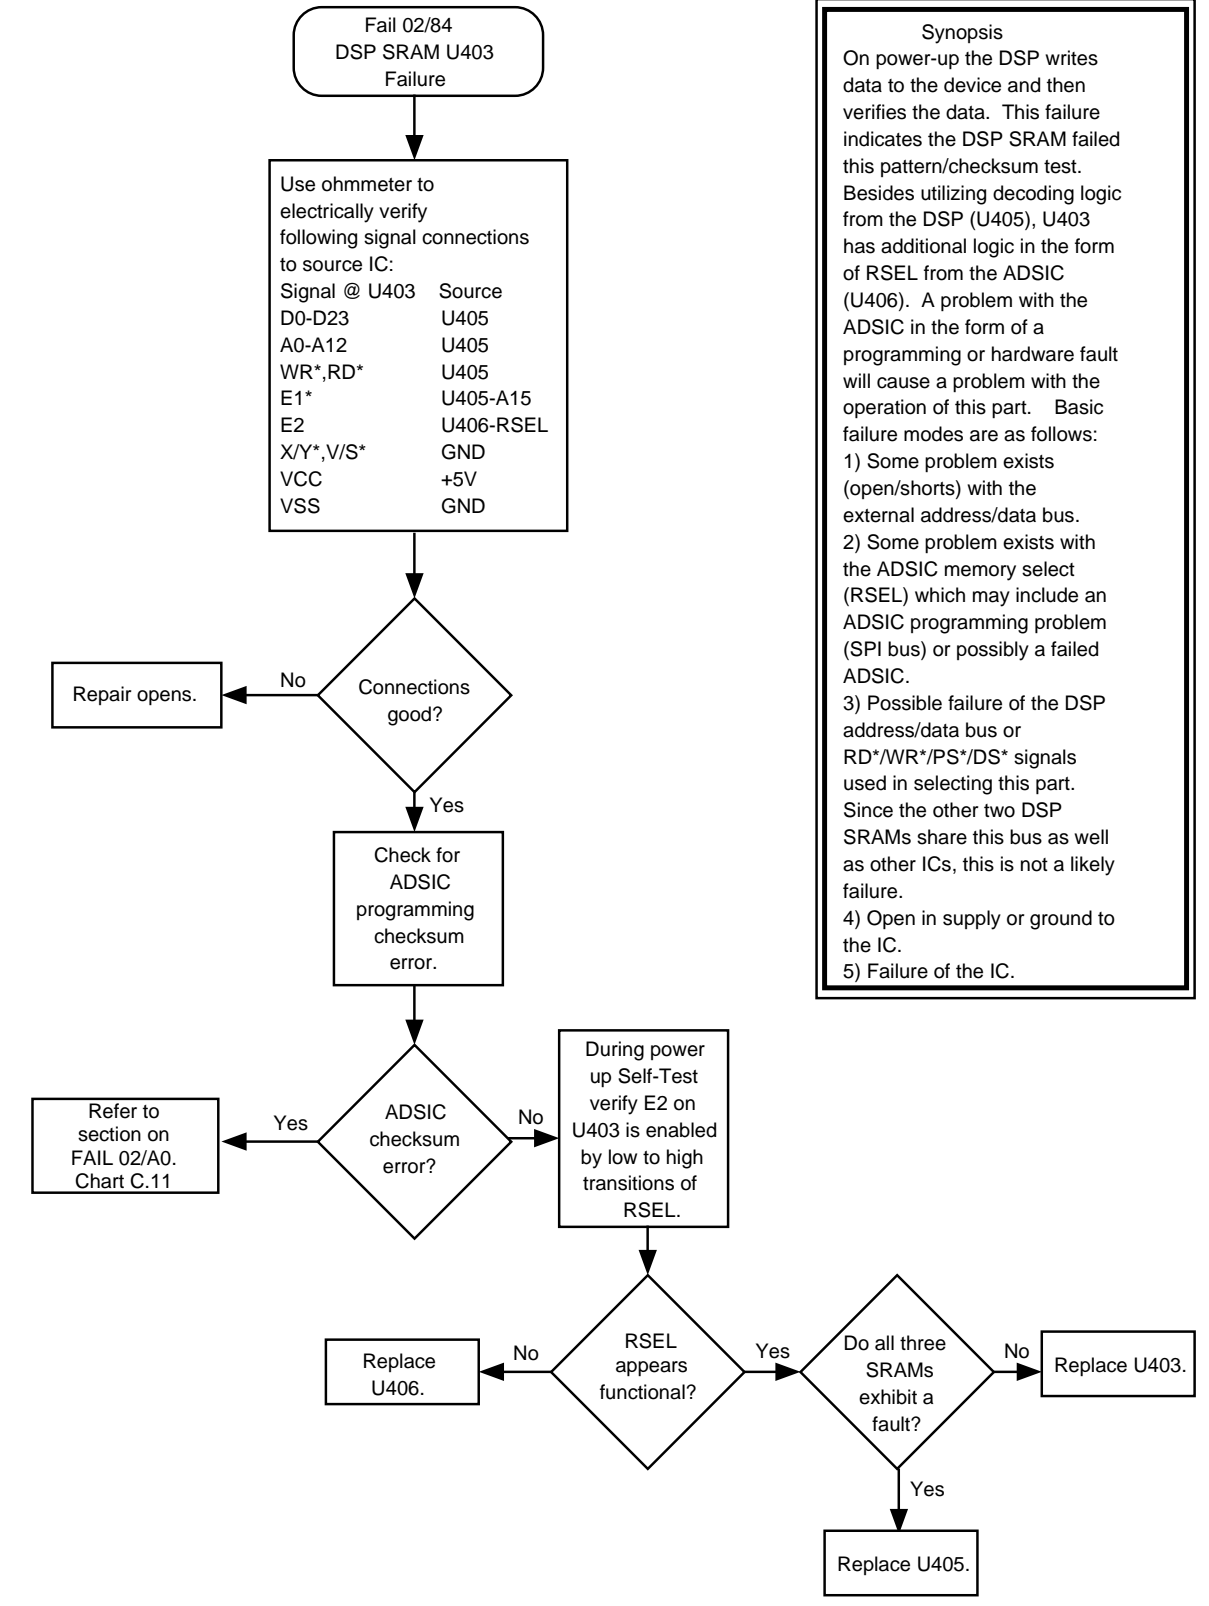 Fail 02/84
DSP SRAM U403
Failure
Use ohmmeter to
electrically verify
following signal connections
to source IC:
Signal @ U403 Source
D0-D23 U405
A0-A12 U405
WR*,RD* U405
E1* U405-A15
E2 U406-RSEL
X/Y*,V/S* GND
VCC +5V
VSS GND
Connections
good?
No
Repair opens.
Yes
Check for
ADSIC
programming
checksum
error.
ADSIC
checksum
error?
Yes
Refer to
section on
FAIL 02/A0.
Chart C.11
No
During power
up Self-Test
verify E2 on
U403 is enabled
by low to high
transitions of
RSEL.
RSEL
appears
functional?
No
Replace
U406.
Yes
Do all three
SRAMs
exhibit a
fault?
No
Replace U403.
Yes
Replace U405.
Synopsis
On power-up the DSP writes
data to the device and then
verifies the data. This failure
indicates the DSP SRAM failed
this pattern/checksum test.
Besides utilizing decoding logic
from the DSP (U405), U403
has additional logic in the form
of RSEL from the ADSIC
(U406). A problem with the
ADSIC in the form of a
programming or hardware fault
will cause a problem with the
operation of this part. Basic
failure modes are as follows:
1) Some problem exists
(open/shorts) with the
external address/data bus.
2) Some problem exists with
the ADSIC memory select
(RSEL) which may include an
ADSIC programming problem
(SPI bus) or possibly a failed
ADSIC.
3) Possible failure of the DSP
address/data bus or
RD*/WR*/PS*/DS* signals
used in selecting this part.
Since the other two DSP
SRAMs share this bus as well
as other ICs, this is not a likely
failure.
4) Open in supply or ground to
the IC.
5) Failure of the IC.